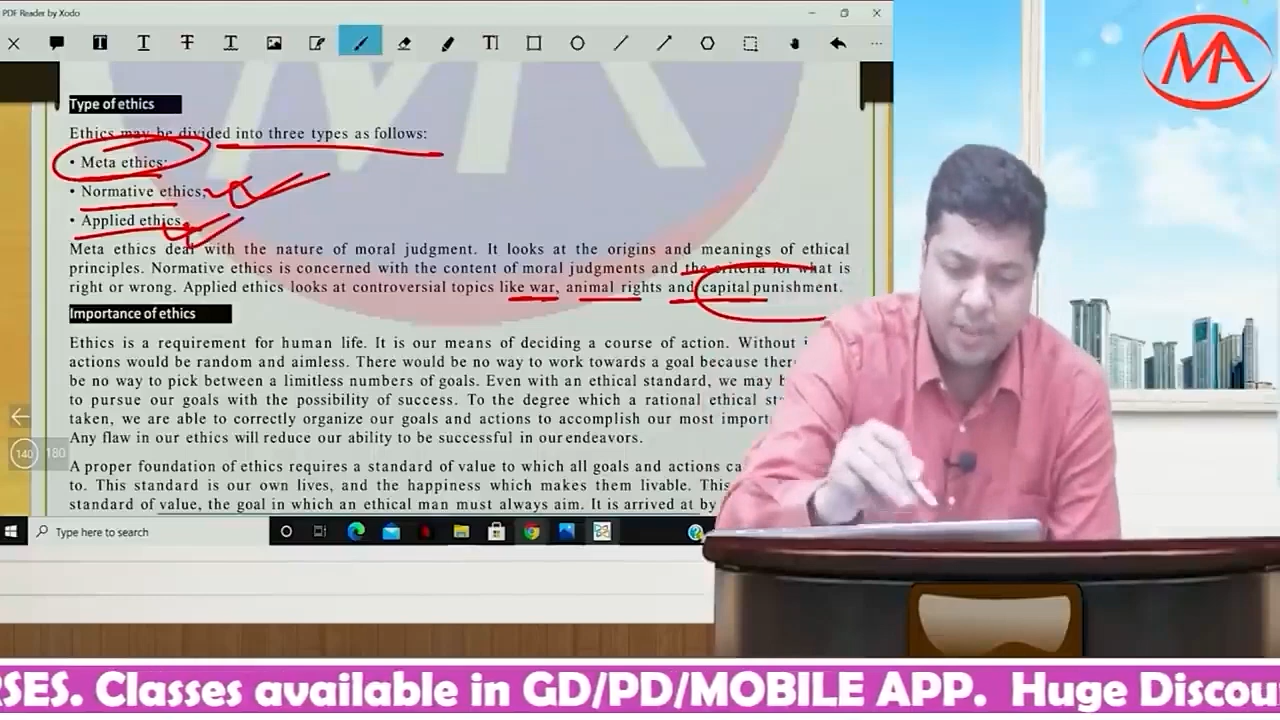 PDF Reader by Xodo
MA
Type of ethics
Ethics may be divided into three types as follows:
• Meta ethics;
• Normative ethics,
• Applied ethics
Meta ethics deal with the nature of moral judgment. It looks at the origins and meanings of ethical
principles. Normative ethics is concerned with the content of moral judgments and the criteria for what is
right or wrong. Applied ethics looks at controversial topics like war, animal rights and capital punishment.
Importance of ethics
Ethics is a requirement for human life. It is our means of deciding a course of action. Without
actions would be random and aimless. There would be no way to work towards a goal because
be no way to pick between a limitless numbers of goals. Even with an ethical standard, we may
to pursue our goals with the possibility of success. To the degree which a rational ethical
taken, we are able to correctly organize our goals and actions to accomplish our most
Any flaw in our ethics will reduce our ability to be successful in our endeavors.
140 180
A proper foundation of ethics requires a standard of value to which all goals and actions
to. This standard is our own lives, and the happiness which makes them livable. This
standard of value, the goal in which an ethical man must always aim. It is arrived at by
Type here to search
RSES. Classes available in GD/PD/MOBILE APP. Huge Discou